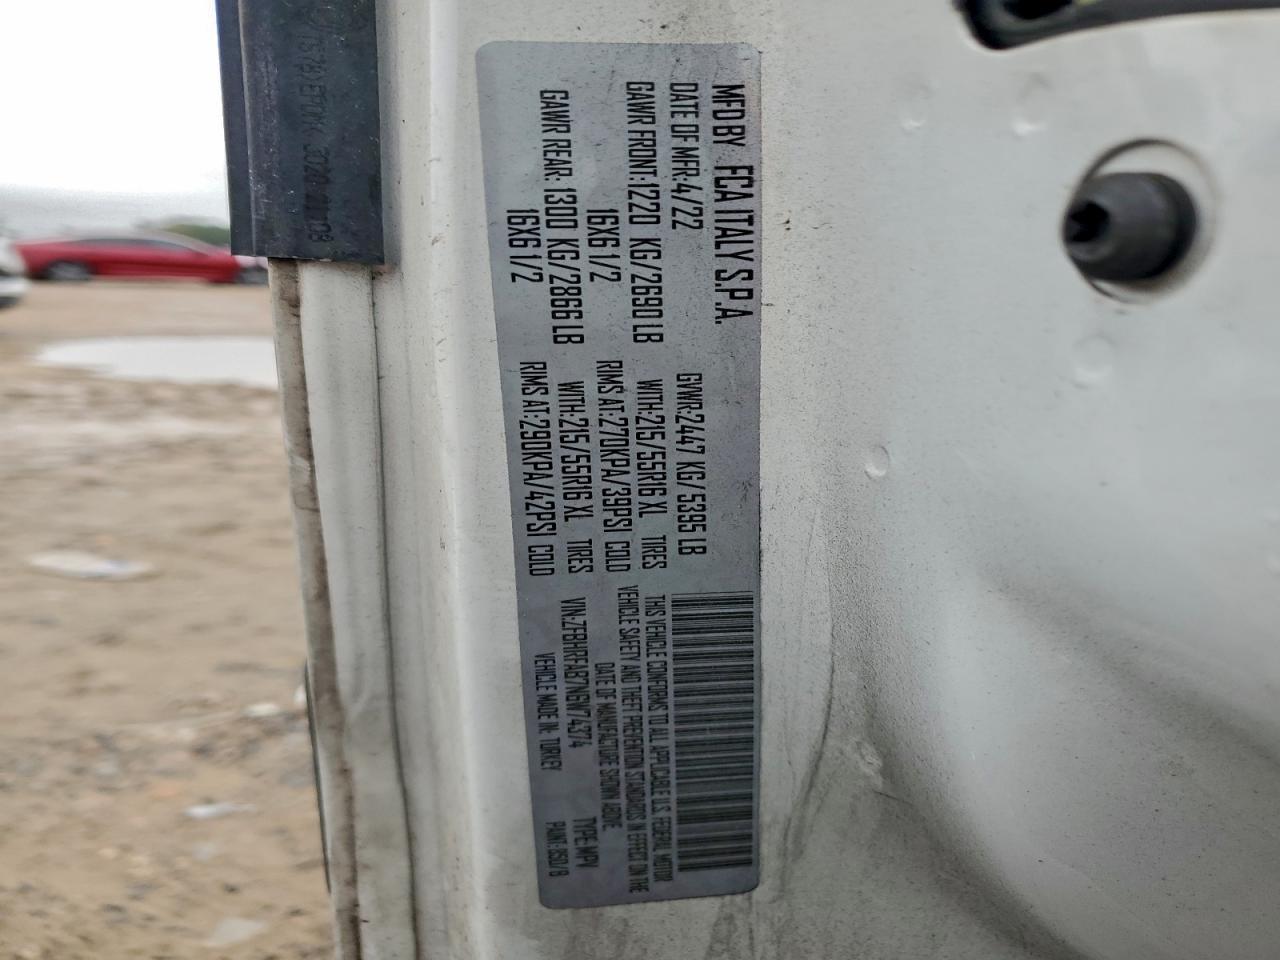 MFD BY FCA ITALY S.P.A.
DATE OF MFR:4/22 GVWR:2447 KG/5395 LB
GAWR FRONT:1220 KG/2690 LB WITH:215/55R16 XL TIRES
16X6 1/2 RIMS AT:270KPA/39PSI COLD
GAWR REAR: 1300 KG/2866 LB WITH:215/55R16 XL TIRES
16X6 1/2 RIMS AT:290KPA/42PSI COLD
THIS VEHICLE CONFORMS TO ALL APPLICABLE U.S. FEDERAL MOTOR
VEHICLE SAFETY AND THEFT PREVENTION STANDARDS IN EFFECT ON THE
DATE OF MANUFACTURE SHOWN ABOVE.
VIN:ZFBHRFAB7N6W74374 TYPE:MPV
VEHICLE MADE IN: TURKEY PAINT: